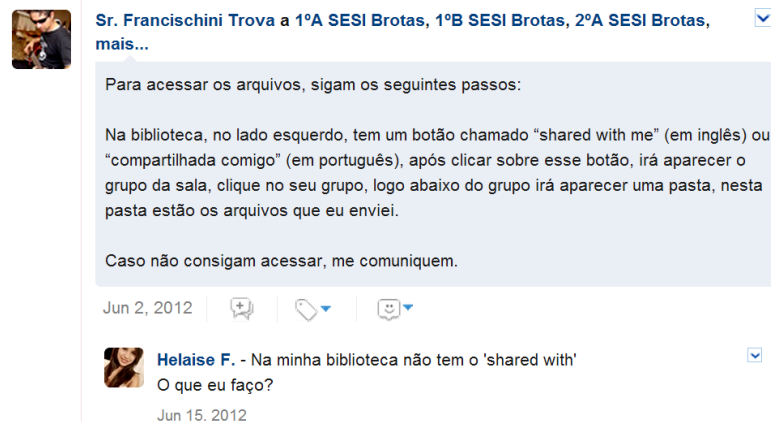 Sr. Francischini Trova a 1ºA SESI Brotas, 1ºB SESI Brotas, 2ºA SESI Brotas,
mais...
Para acessar os arquivos, sigam os seguintes passos:
Na biblioteca, no lado esquerdo, tem um botão chamado “shared with me” (em inglês) ou
“compartilhada comigo” (em português), após clicar sobre esse botão, irá aparecer o
grupo da sala, clique no seu grupo, logo abaixo do grupo irá aparecer uma pasta, nesta
pasta estão os arquivos que eu enviei.
Caso não consigam acessar, me comuniquem.
Jun 2, 2012
Helaise F. - Na minha biblioteca não tem o 'shared with'
O que eu faço?
Jun 15, 2012